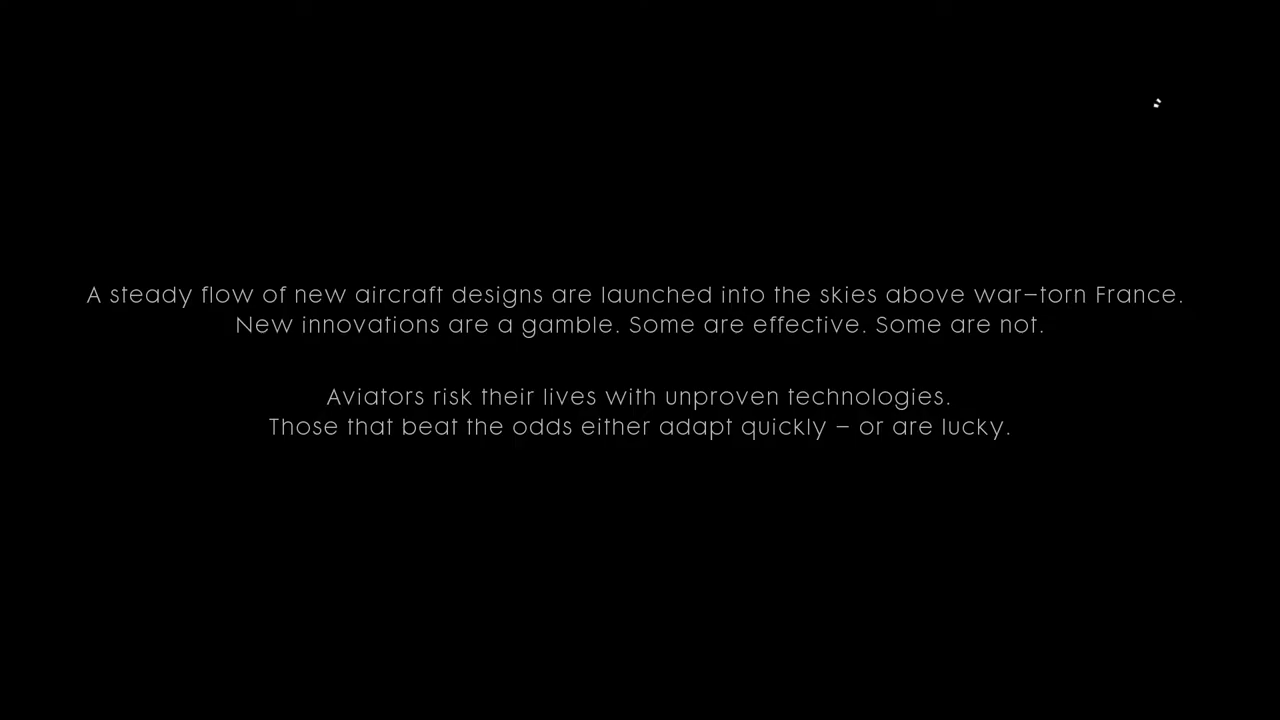 A steady flow of new aircraft designs are launched into the skies above war–torn France.
New innovations are a gamble. Some are effective. Some are not.
Aviators risk their lives with unproven technologies.
Those that beat the odds either adapt quickly – or are lucky.